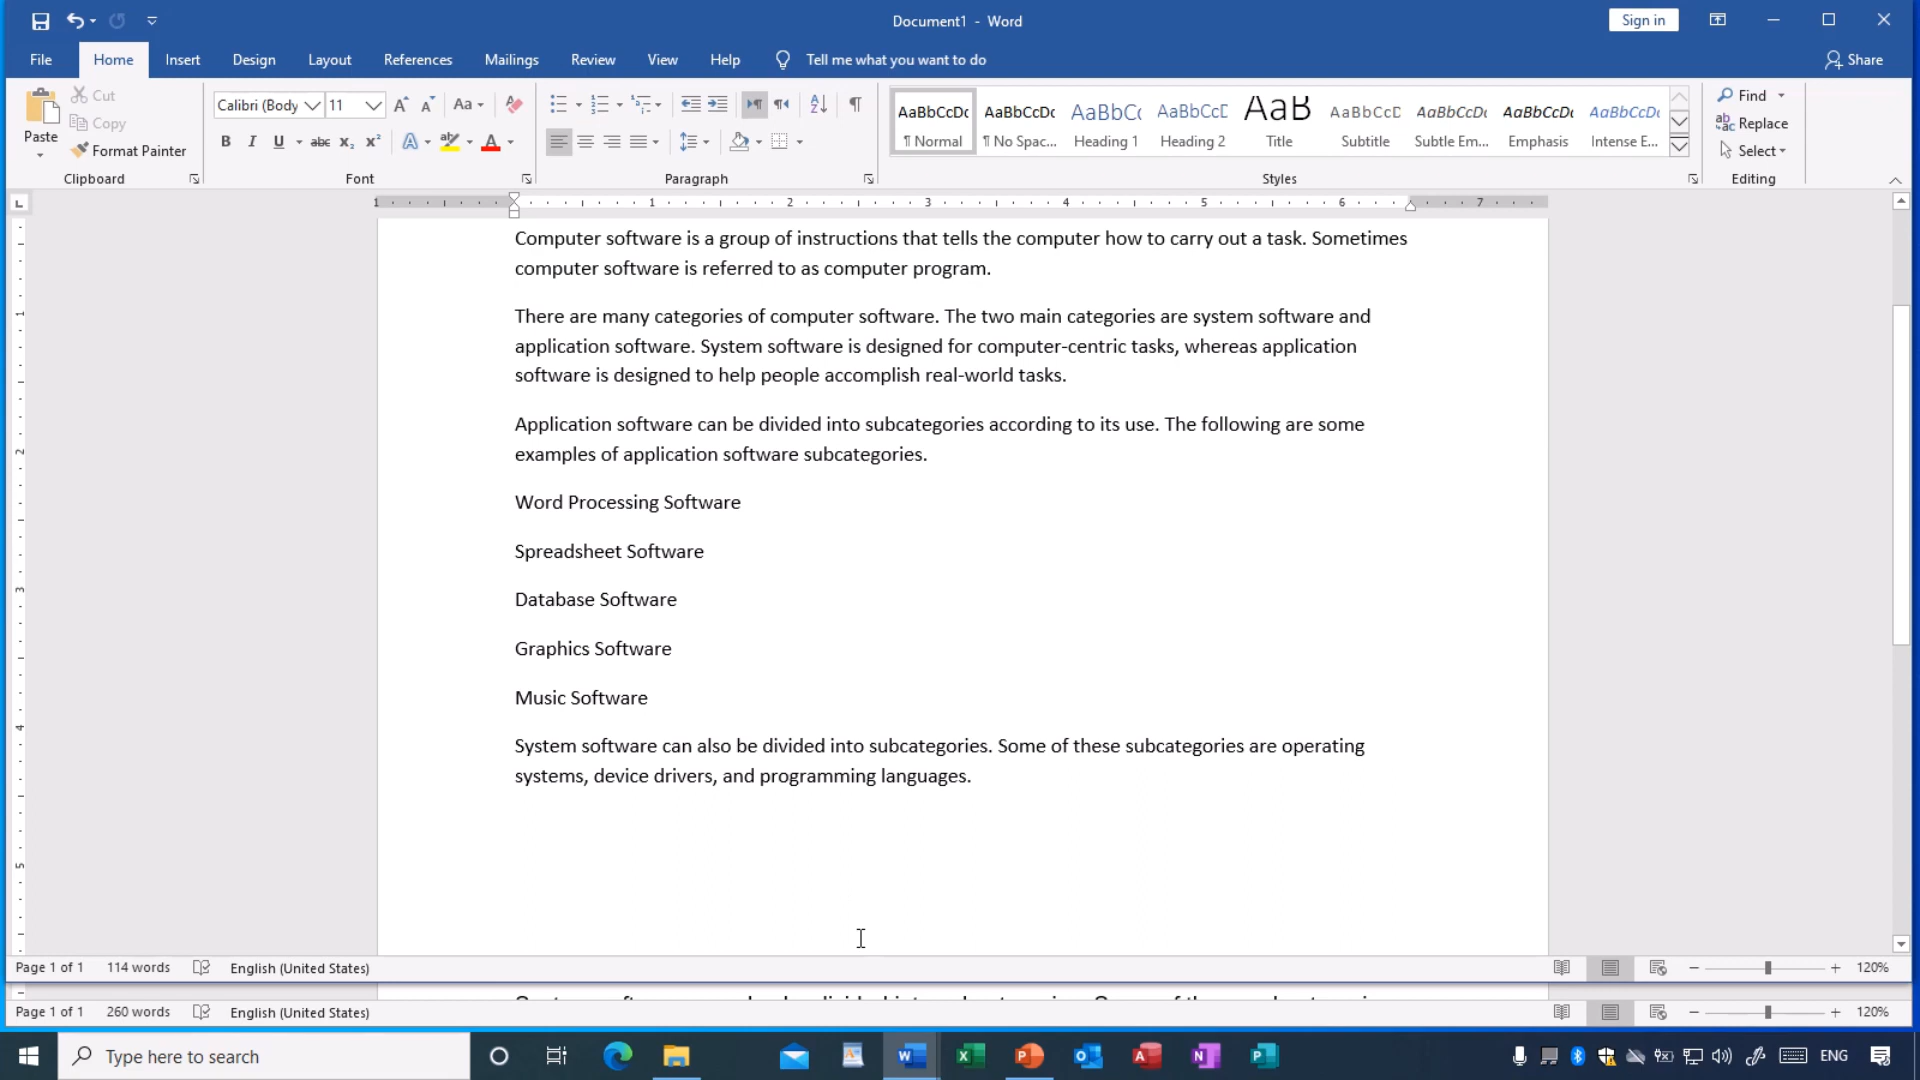 Document1 - Word
Sign in
File Home Insert Design Layout References Mailings Review View Help Tell me what you want to do Share
Paste
Cut
Copy
Format Painter
Clipboard
Calibri (Body 11
Font
Paragraph
AaBbCcDc AaBbCcDc AaBbCc AaBbCcD AaB AaBbCcD AaBbCcDc AaBbCcDc AaBbCcDc
¶ Normal ¶ No Spac... Heading 1 Heading 2 Title Subtitle Subtle Em... Emphasis Intense E...
Styles
Find
Replace
Select
Editing
1 1 2 3 4 5 6 7
Computer software is a group of instructions that tells the computer how to carry out a task. Sometimes
computer software is referred to as computer program.
There are many categories of computer software. The two main categories are system software and
application software. System software is designed for computer-centric tasks, whereas application
software is designed to help people accomplish real-world tasks.
Application software can be divided into subcategories according to its use. The following are some
examples of application software subcategories.
Word Processing Software
Spreadsheet Software
Database Software
Graphics Software
Music Software
System software can also be divided into subcategories. Some of these subcategories are operating
systems, device drivers, and programming languages.
Page 1 of 1 114 words English (United States) 120%
Page 1 of 1 260 words English (United States) 120%
Type here to search
ENG